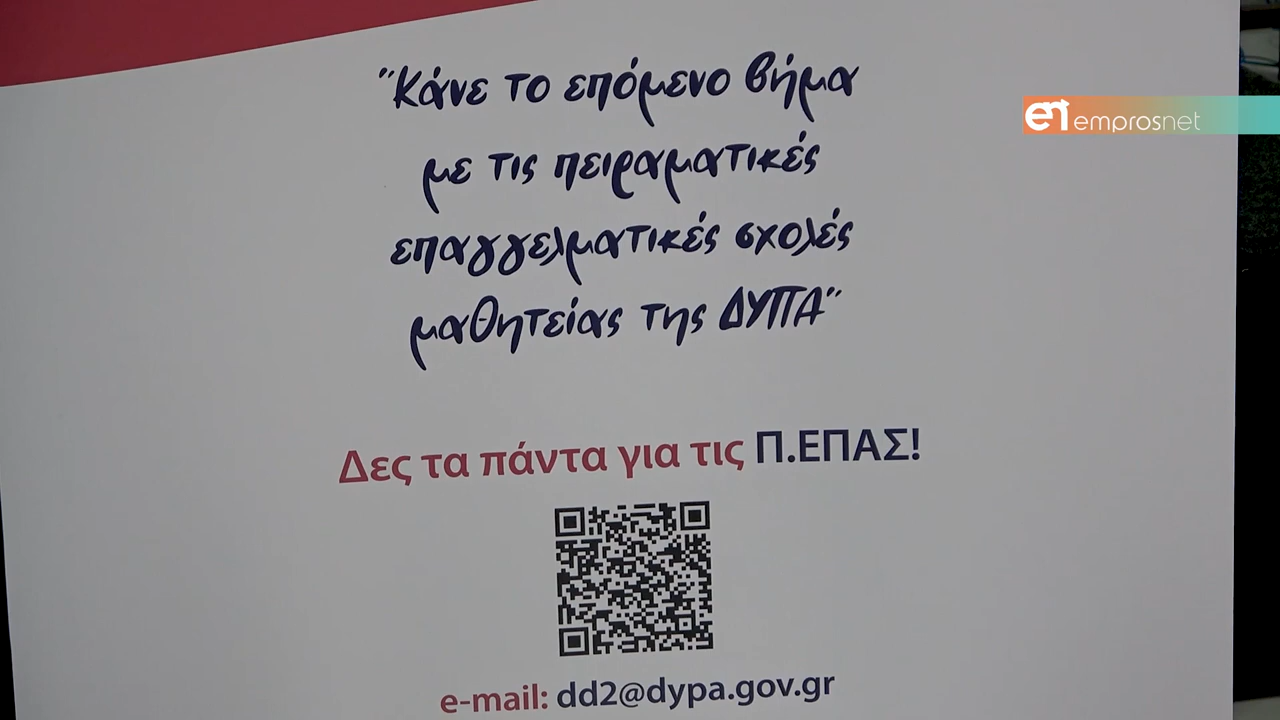 "Κάνε το επόμενο βήμα
με τις πειραματικές
επαγγελματικές σχολές
μαθητείας της ΔΥΠΑ"
Δες τα πάντα για τις Π.ΕΠΑΣ!
e-mail: dd2@dypa.gov.gr
en emprosnet